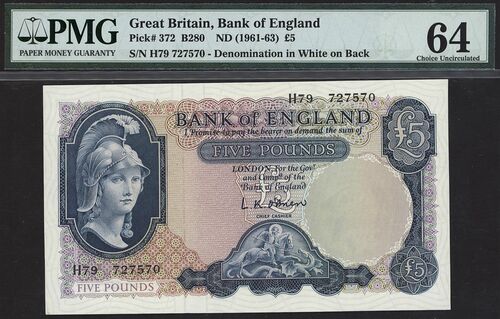 PMG
PAPER MONEY GUARANTY
Great Britain, Bank of England
Pick# 372 B280 ND (1961-63) £5
S/N H79 727570 - Denomination in White on Back
64
Choice Uncirculated
H79 727570
BANK OF ENGLAND
I Promise to pay the bearer on demand the sum of
FIVE POUNDS
LONDON, For the Govr
and Compa of the
Bank of England
£5
L.K. O'Brien
CHIEF CASHIER
£5
H79 727570
FIVE POUNDS
£5